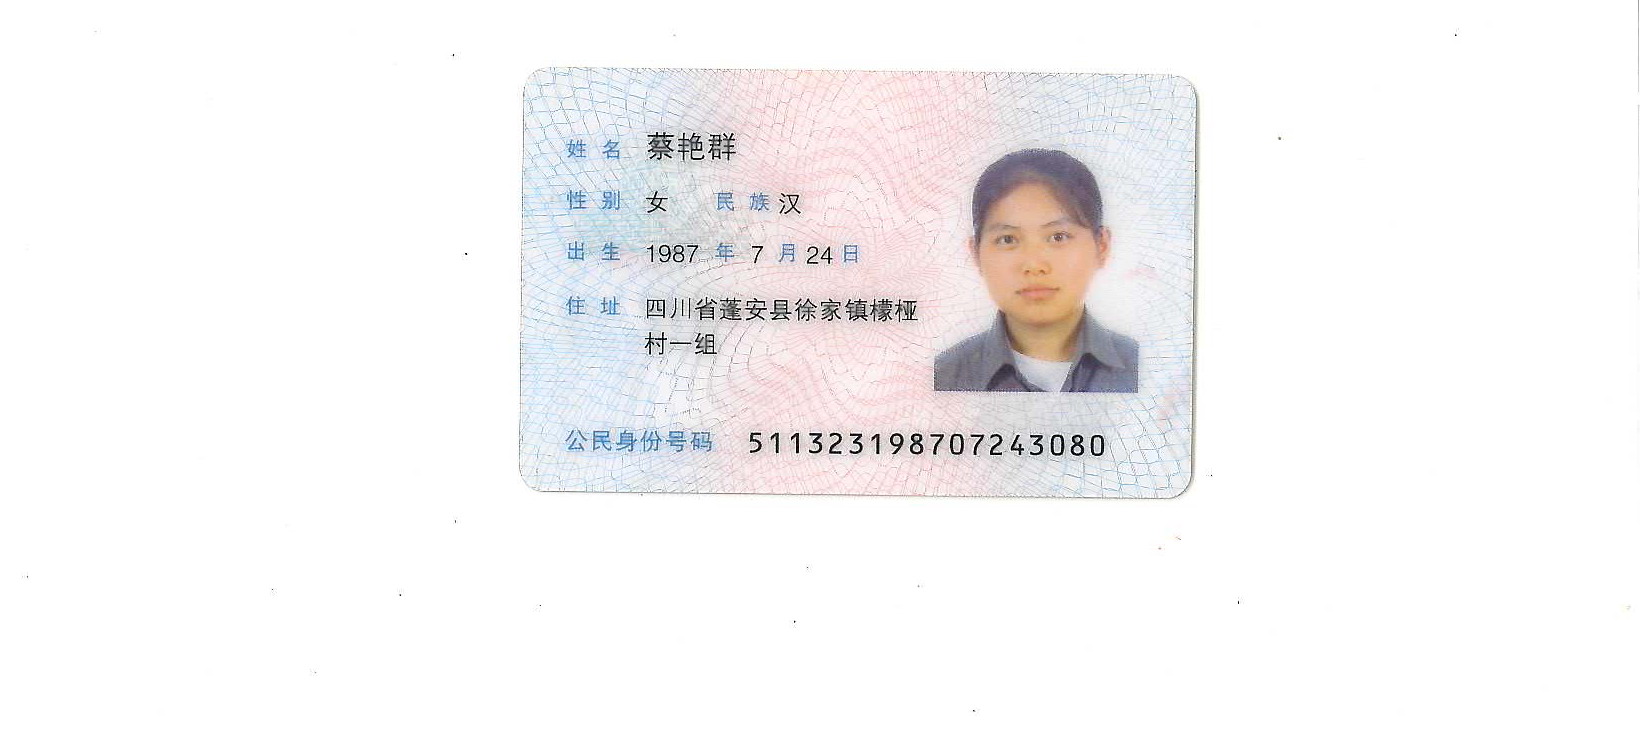 姓名 蔡艳群
性别 女 民族 汉
出生 1987 年 7 月 24 日
住址 四川省蓬安县徐家镇檬桠
村一组
公民身份号码 511323198707243080